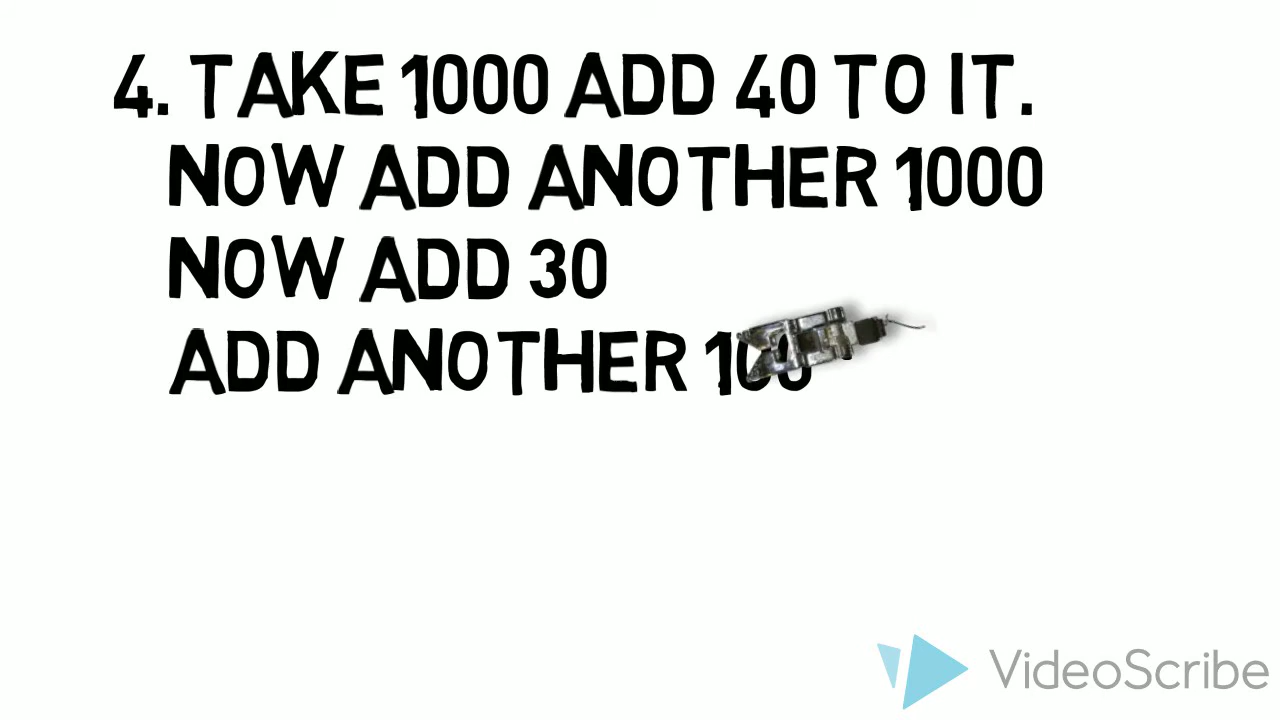 4. TAKE 1000 ADD 40 TO IT.
NOW ADD ANOTHER 1000
NOW ADD 30
ADD ANOTHER
VideoScribe